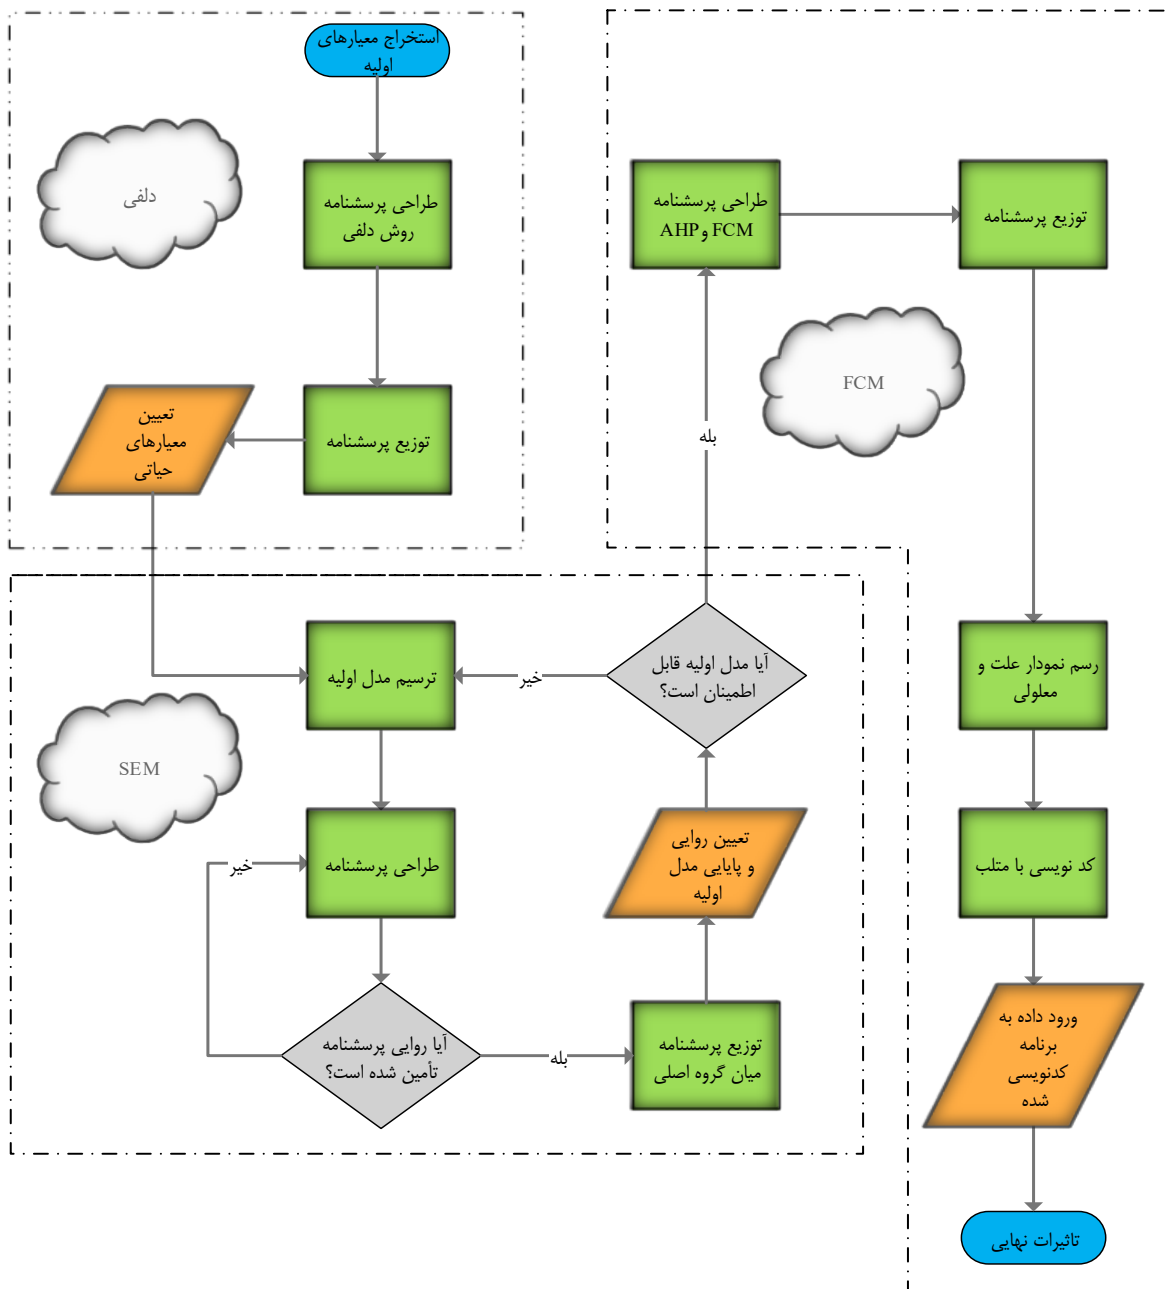 استخراج معیارهای
اولیه
دلفی
طراحی پرسشنامه
روش دلفی
توزیع پرسشنامه
تعیین
معیارهای
حیاتی
SEM
ترسیم مدل اولیه
طراحی پرسشنامه
خیر
آیا روایی پرسشنامه
تأمین شده است؟
بله
توزیع پرسشنامه
میان گروه اصلی
تعیین روایی
و پایایی مدل
اولیه
آیا مدل اولیه قابل
اطمینان است؟
خیر
بله
طراحی پرسشنامه
AHP و FCM
توزیع پرسشنامه
FCM
رسم نمودار علت و
معلولی
کد نویسی با متلب
ورود داده به
برنامه
کدنویسی
شده
تاثیرات نهایی